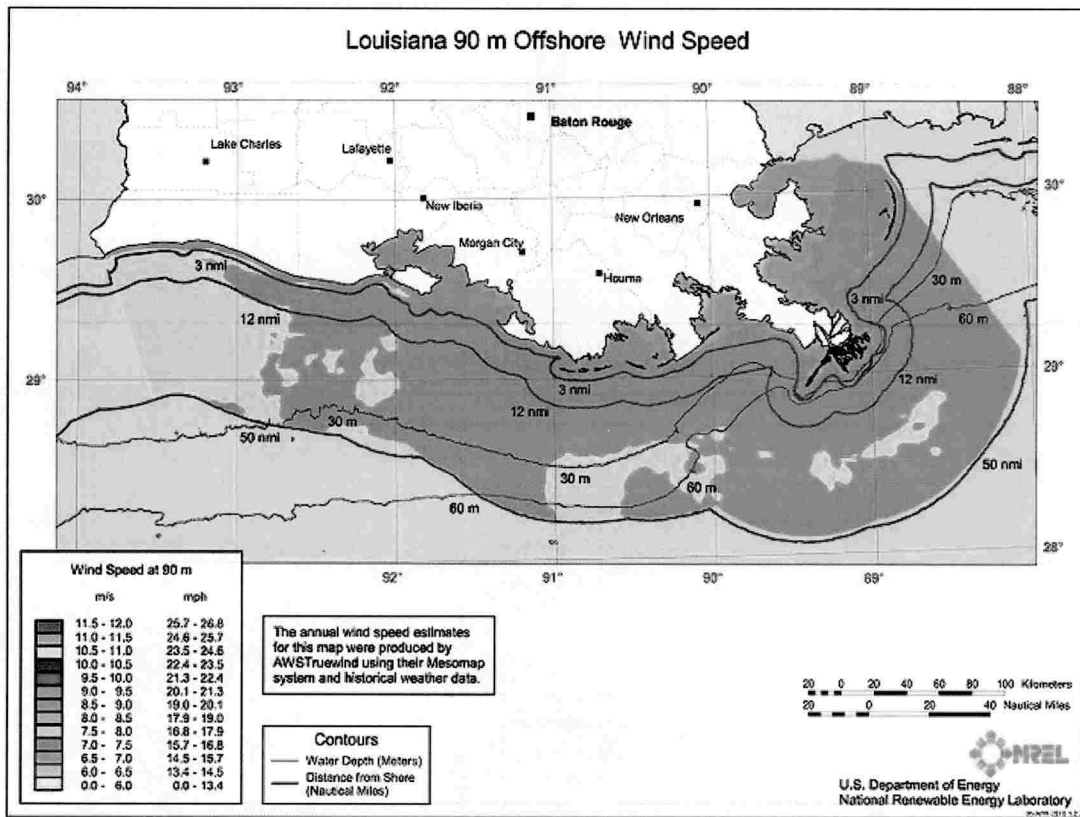 Louisiana 90 m Offshore Wind Speed
94° 93° 92° 91° 90° 89° 88°
Baton Rouge
Lake Charles
Lafayette
30°
New Iberia
New Orleans
30°
Morgan City
Houma
3 nmi
30 m
3 nmi
60 m
12 nmi
29°
29°
3 nmi
12 nmi
12 nmi
50 nmi
30 m
50 nmi
30 m
60 m
60 m
28°
92° 91° 90° 89°
Wind Speed at 90 m
m/s mph
11.5 - 12.0 25.7 - 26.8
11.0 - 11.5 24.6 - 25.7
10.5 - 11.0 23.5 - 24.6
10.0 - 10.5 22.4 - 23.5
9.5 - 10.0 21.3 - 22.4
9.0 - 9.5 20.1 - 21.3
8.5 - 9.0 19.0 - 20.1
8.0 - 8.5 17.9 - 19.0
7.5 - 8.0 16.8 - 17.9
7.0 - 7.5 15.7 - 16.8
6.5 - 7.0 14.5 - 15.7
6.0 - 6.5 13.4 - 14.5
0.0 - 6.0 0.0 - 13.4
The annual wind speed estimates
for this map were produced by
AWSTruewind using their Mesomap
system and historical weather data.
Contours
Water Depth (Meters)
Distance from Shore
(Nautical Miles)
20 0 20 40 60 80 100 Kilometers
20 0 20 40 Nautical Miles
NREL
U.S. Department of Energy
National Renewable Energy Laboratory